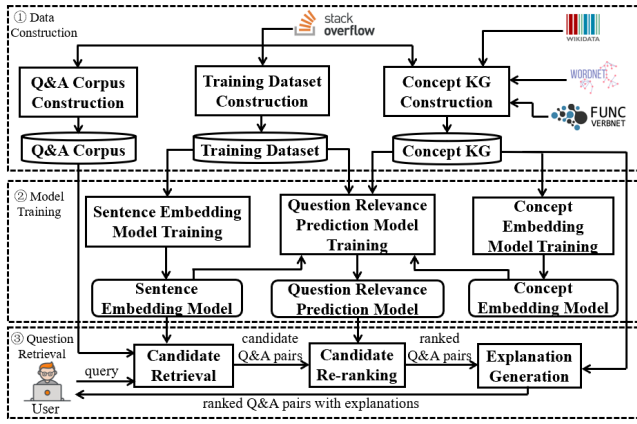 ① Data
Construction
stack
overflow
WIKIDATA
WORDNET
FUNC
VERBNET
Q&A Corpus
Construction
Training Dataset
Construction
Concept KG
Construction
Q&A Corpus
Training Dataset
Concept KG
② Model
Training
Sentence Embedding
Model Training
Question Relevance
Prediction Model
Training
Concept
Embedding
Model Training
Sentence
Embedding Model
Question Relevance
Prediction Model
Concept
Embedding Model
③ Question
Retrieval
query
User
Candidate
Retrieval
candidate
Q&A pairs
Candidate
Re-ranking
ranked
Q&A pairs
Explanation
Generation
ranked Q&A pairs with explanations